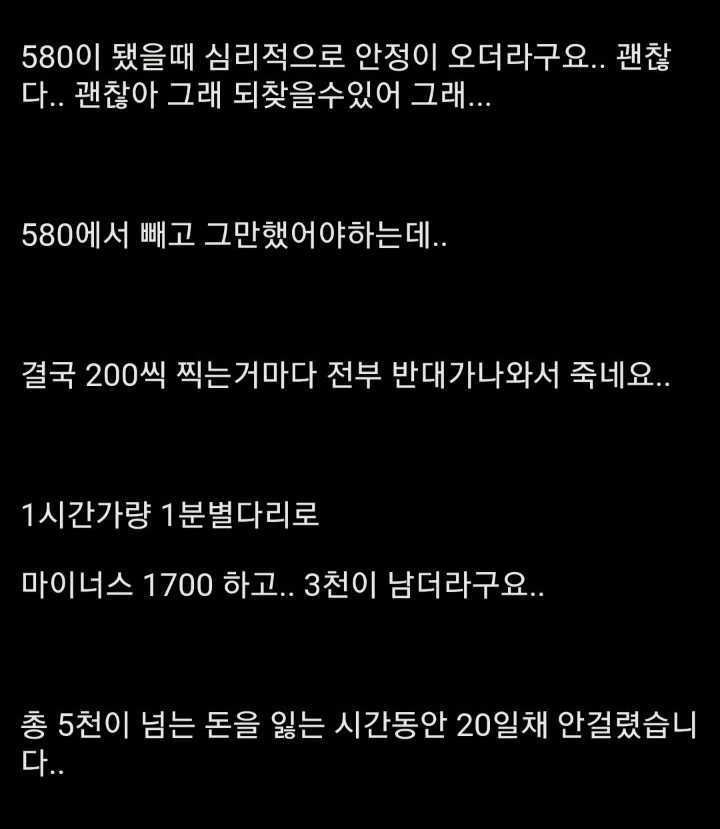 580이 됐을때 심리적으로 안정이 오더라구요.. 괜찮
다.. 괜찮아 그래 되찾을수있어 그래...
580에서 빼고 그만했어야하는데..
결국 200씩 찍는거마다 전부 반대가나와서 죽네요..
1시간가량 1분별다리로
마이너스 1700 하고.. 3천이 남더라구요..
총 5천이 넘는 돈을 잃는 시간동안 20일채 안걸렸습니
다..